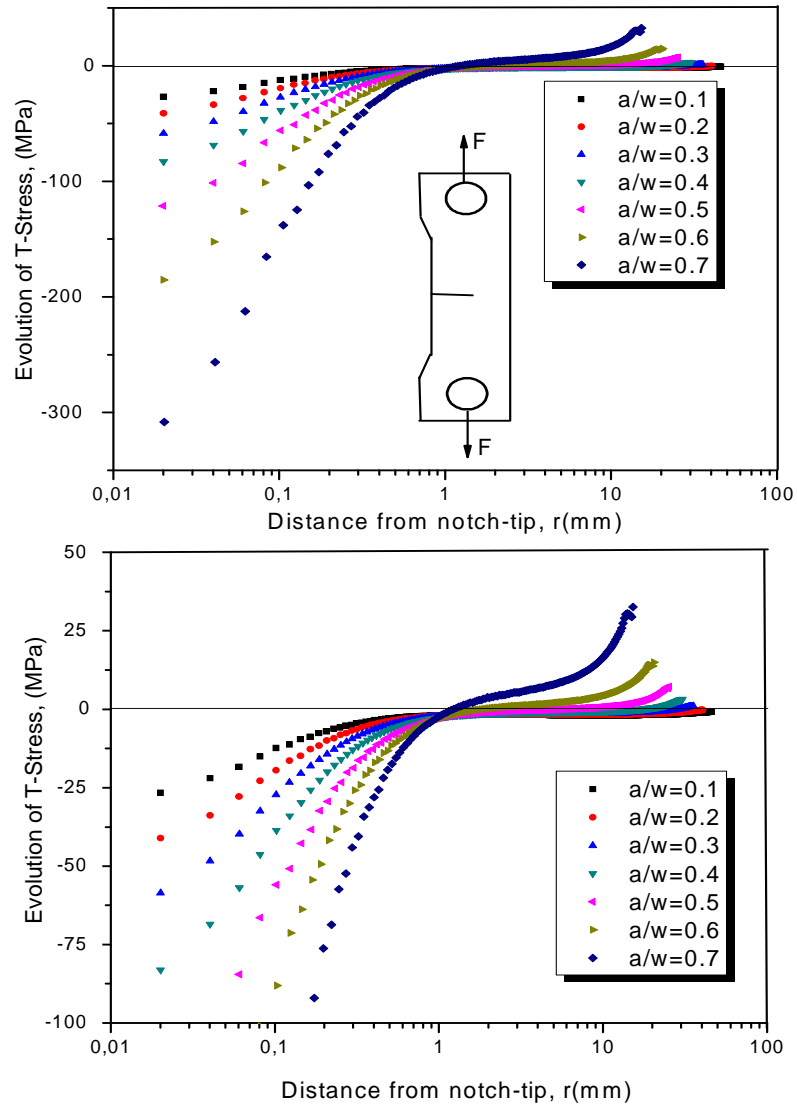 Evolution of T-Stress, (MPa)
0
-100
-200
-300
F
F
a/w=0.1
a/w=0.2
a/w=0.3
a/w=0.4
a/w=0.5
a/w=0.6
a/w=0.7
0,01 0,1 1 10 100
Distance from notch-tip, r(mm)
Evolution of T-Stress, (MPa)
50
25
0
-25
-50
-75
-100
a/w=0.1
a/w=0.2
a/w=0.3
a/w=0.4
a/w=0.5
a/w=0.6
a/w=0.7
0,01 0,1 1 10 100
Distance from notch-tip, r(mm)